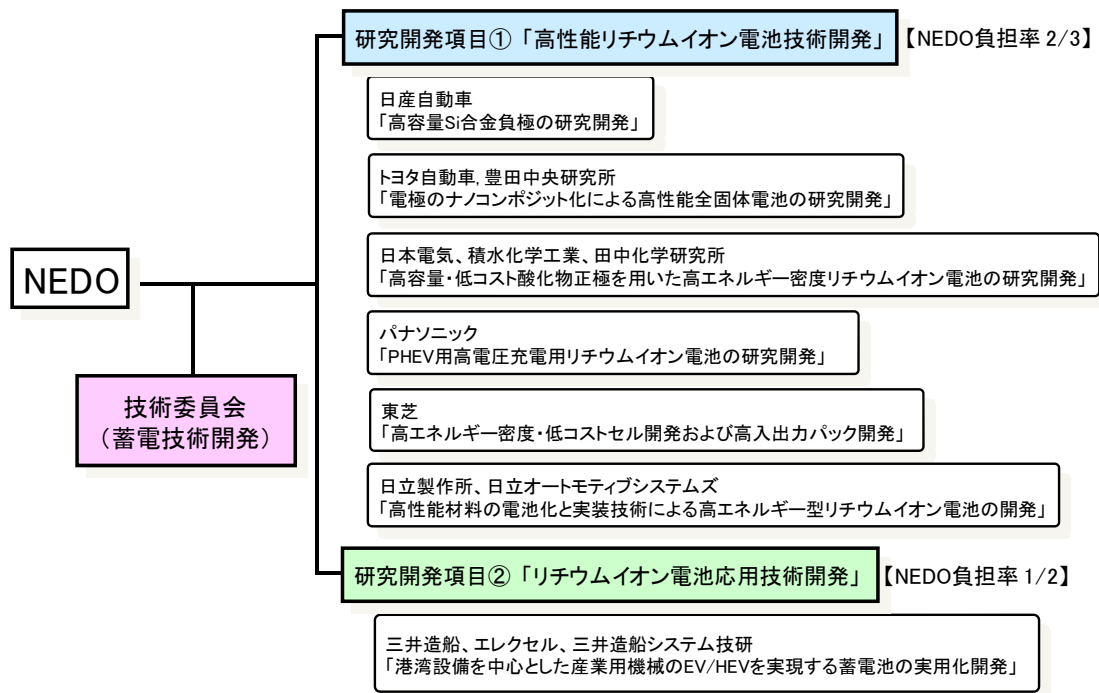 研究開発項目①「高性能リチウムイオン電池技術開発」【NEDO負担率 2/3】
日産自動車
「高容量Si合金負極の研究開発」
トヨタ自動車, 豊田中央研究所
「電極のナノコンポジット化による高性能全固体電池の研究開発」
日本電気、積水化学工業、田中化学研究所
「高容量・低コスト酸化物正極を用いた高エネルギー密度リチウムイオン電池の研究開発」
NEDO
パナソニック
「PHEV用高電圧充電用リチウムイオン電池の研究開発」
技術委員会
（蓄電技術開発）
東芝
「高エネルギー密度・低コストセル開発および高入出力パック開発」
日立製作所、日立オートモティブシステムズ
「高性能材料の電池化と実装技術による高エネルギー型リチウムイオン電池の開発」
研究開発項目②「リチウムイオン電池応用技術開発」【NEDO負担率 1/2】
三井造船、エレクセル、三井造船システム技研
「港湾設備を中心とした産業用機械のEV/HEVを実現する蓄電池の実用化開発」